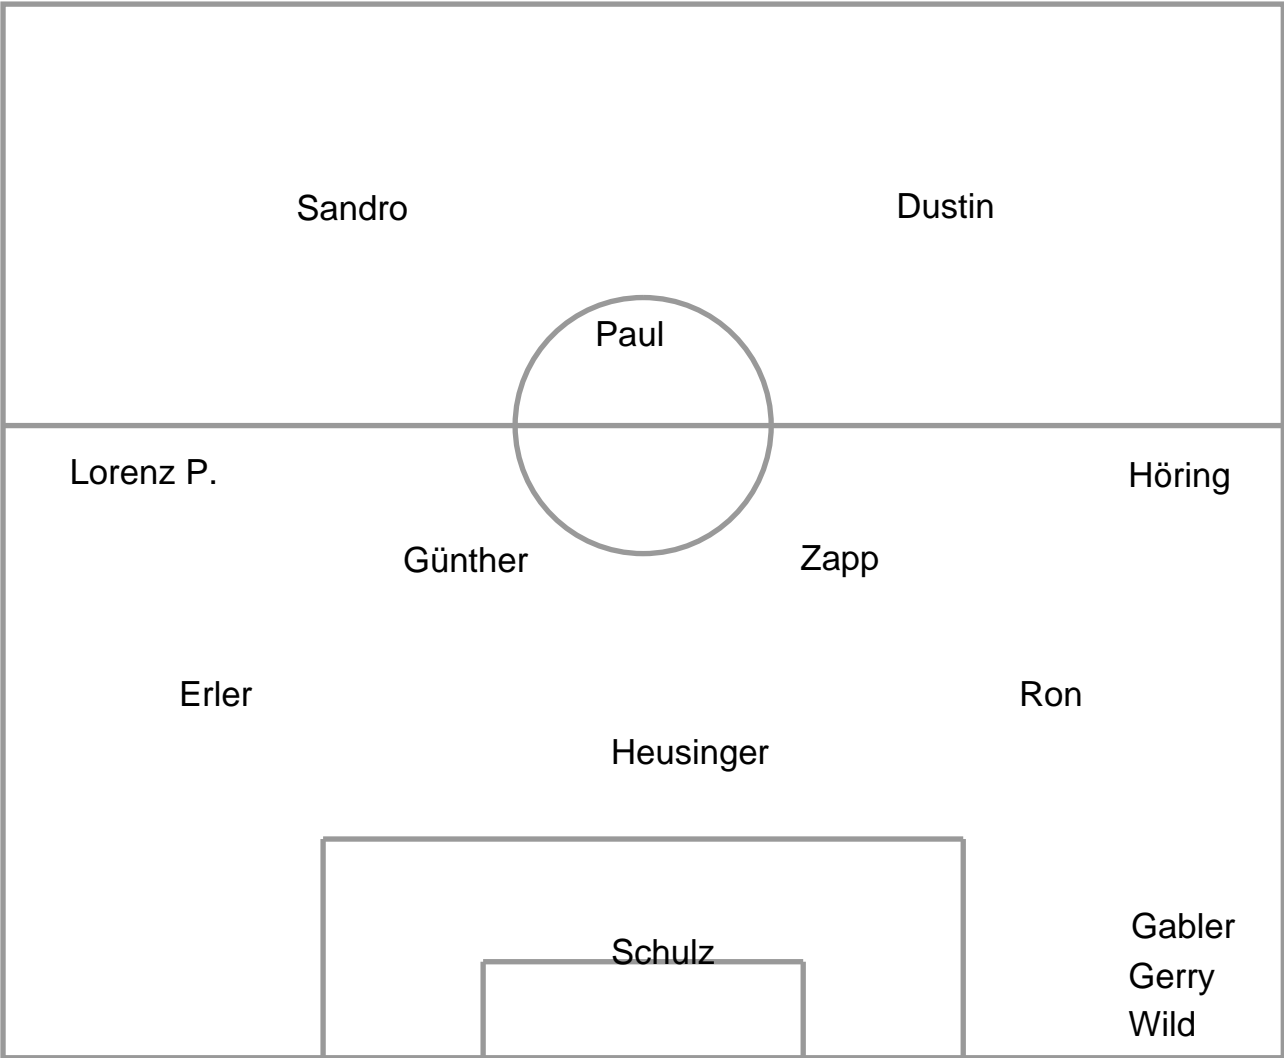 Sandro
Dustin
Paul
Lorenz P.
Höring
Günther
Zapp
Erler
Ron
Heusinger
Schulz
Gabler
Gerry
Wild